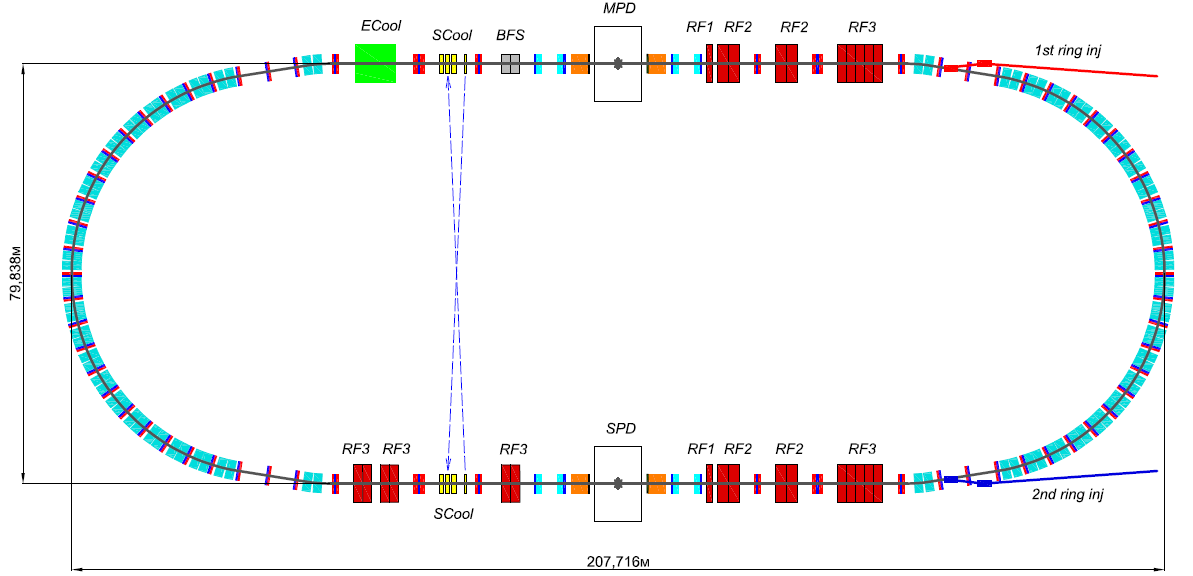 MPD
ECool
SCool
BFS
RF1
RF2
RF2
RF3
1st ring inj
79,838м
SPD
RF3
RF3
RF3
RF1
RF2
RF2
RF3
SCool
2nd ring inj
207,716м